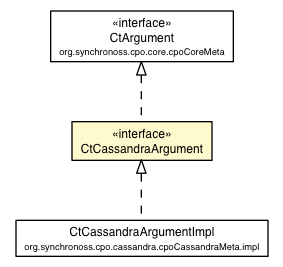 «interface»
CtArgument
org.synchronoss.cpo.core.cpoCoreMeta
«interface»
CtCassandraArgument
CtCassandraArgumentImpl
org.synchronoss.cpo.cassandra.cpoCassandraMeta.impl